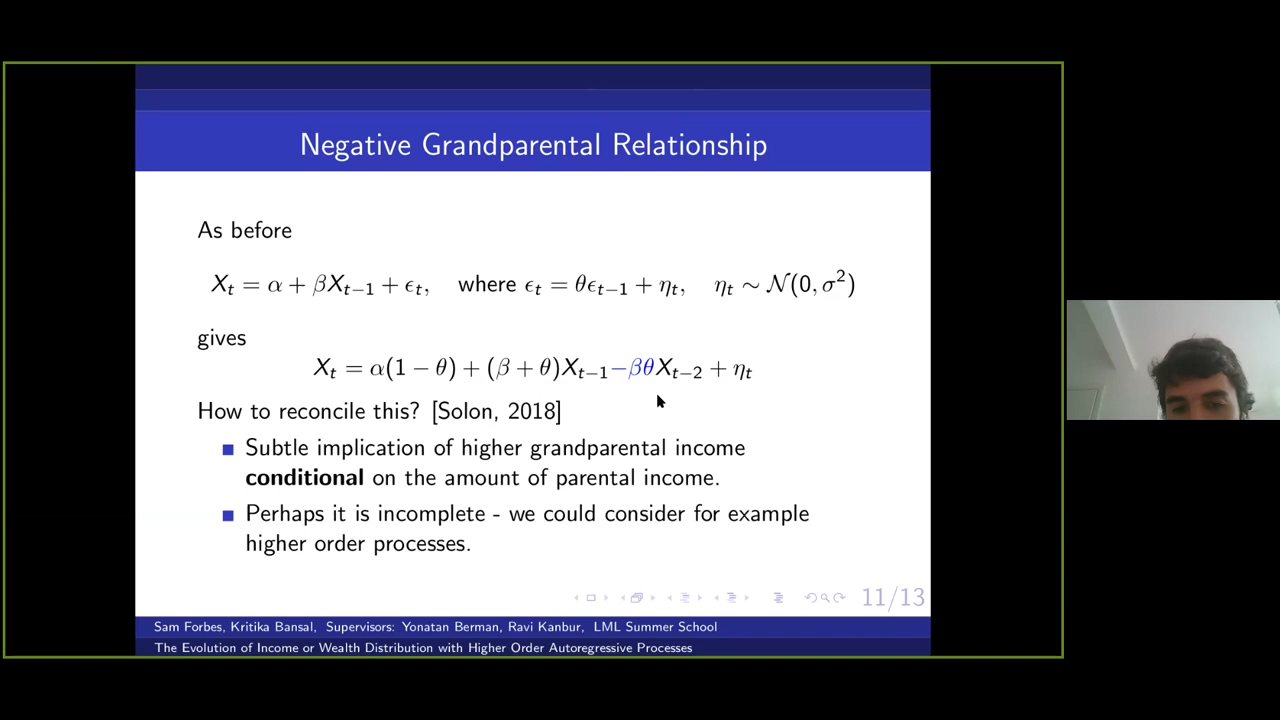 Negative Grandparental Relationship
As before
Xₜ = α + βXₜ₋₁ + ϵₜ, where ϵₜ = θϵₜ₋₁ + ηₜ, ηₜ ∼ 𝒩(0, σ²)
gives
Xₜ = α(1 − θ) + (β + θ)Xₜ₋₁−βθXₜ₋₂ + ηₜ
How to reconcile this? [Solon, 2018]
Subtle implication of higher grandparental income
conditional on the amount of parental income.
Perhaps it is incomplete - we could consider for example
higher order processes.
11/13
Sam Forbes, Kritika Bansal, Supervisors: Yonatan Berman, Ravi Kanbur, LML Summer School
The Evolution of Income or Wealth Distribution with Higher Order Autoregressive Processes